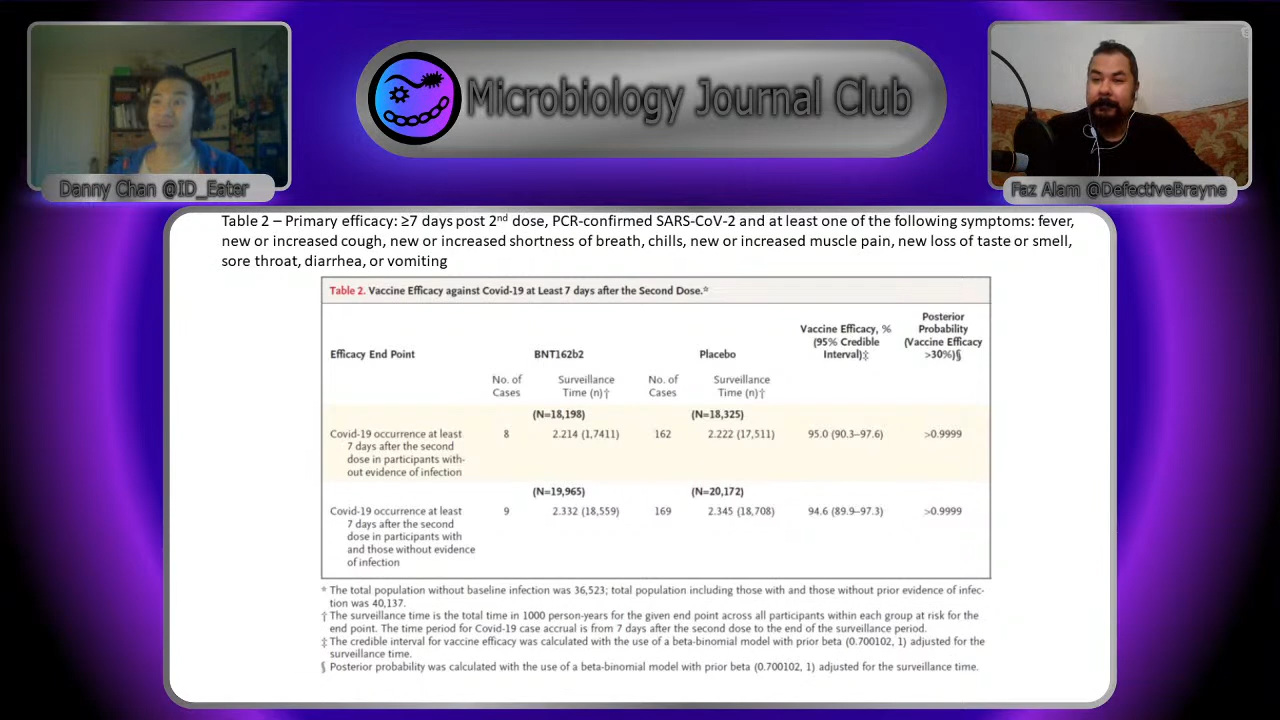 Microbiology Journal Club
Danny Chan @ID_Eater
Faz Alam @DefectiveBrayne
Table 2 – Primary efficacy: ≥7 days post 2nd dose, PCR-confirmed SARS-CoV-2 and at least one of the following symptoms: fever,
new or increased cough, new or increased shortness of breath, chills, new or increased muscle pain, new loss of taste or smell,
sore throat, diarrhea, or vomiting
Table 2. Vaccine Efficacy against Covid-19 at Least 7 days after the Second Dose.*
Efficacy End Point BNT162b2 Placebo Vaccine Efficacy, % (95% Credible Interval)‡ Posterior Probability (Vaccine Efficacy >30%)§
No. of Cases Surveillance Time (n)† No. of Cases Surveillance Time (n)†
(N=18,198) (N=18,325)
Covid-19 occurrence at least 8 2.214 (1,7411) 162 2.222 (17,511) 95.0 (90.3–97.6) >0.9999
7 days after the second
dose in participants with-
out evidence of infection
(N=19,965) (N=20,172)
Covid-19 occurrence at least 9 2.332 (18,559) 169 2.345 (18,708) 94.6 (89.9–97.3) >0.9999
7 days after the second
dose in participants with
and those without evidence
of infection
* The total population without baseline infection was 36,523; total population including those with and those without prior evidence of infec-
tion was 40,137.
† The surveillance time is the total time in 1000 person-years for the given end point across all participants within each group at risk for the
end point. The time period for Covid-19 case accrual is from 7 days after the second dose to the end of the surveillance period.
‡ The credible interval for vaccine efficacy was calculated with the use of a beta-binomial model with prior beta (0.700102, 1) adjusted for the
surveillance time.
§ Posterior probability was calculated with the use of a beta-binomial model with prior beta (0.700102, 1) adjusted for the surveillance time.